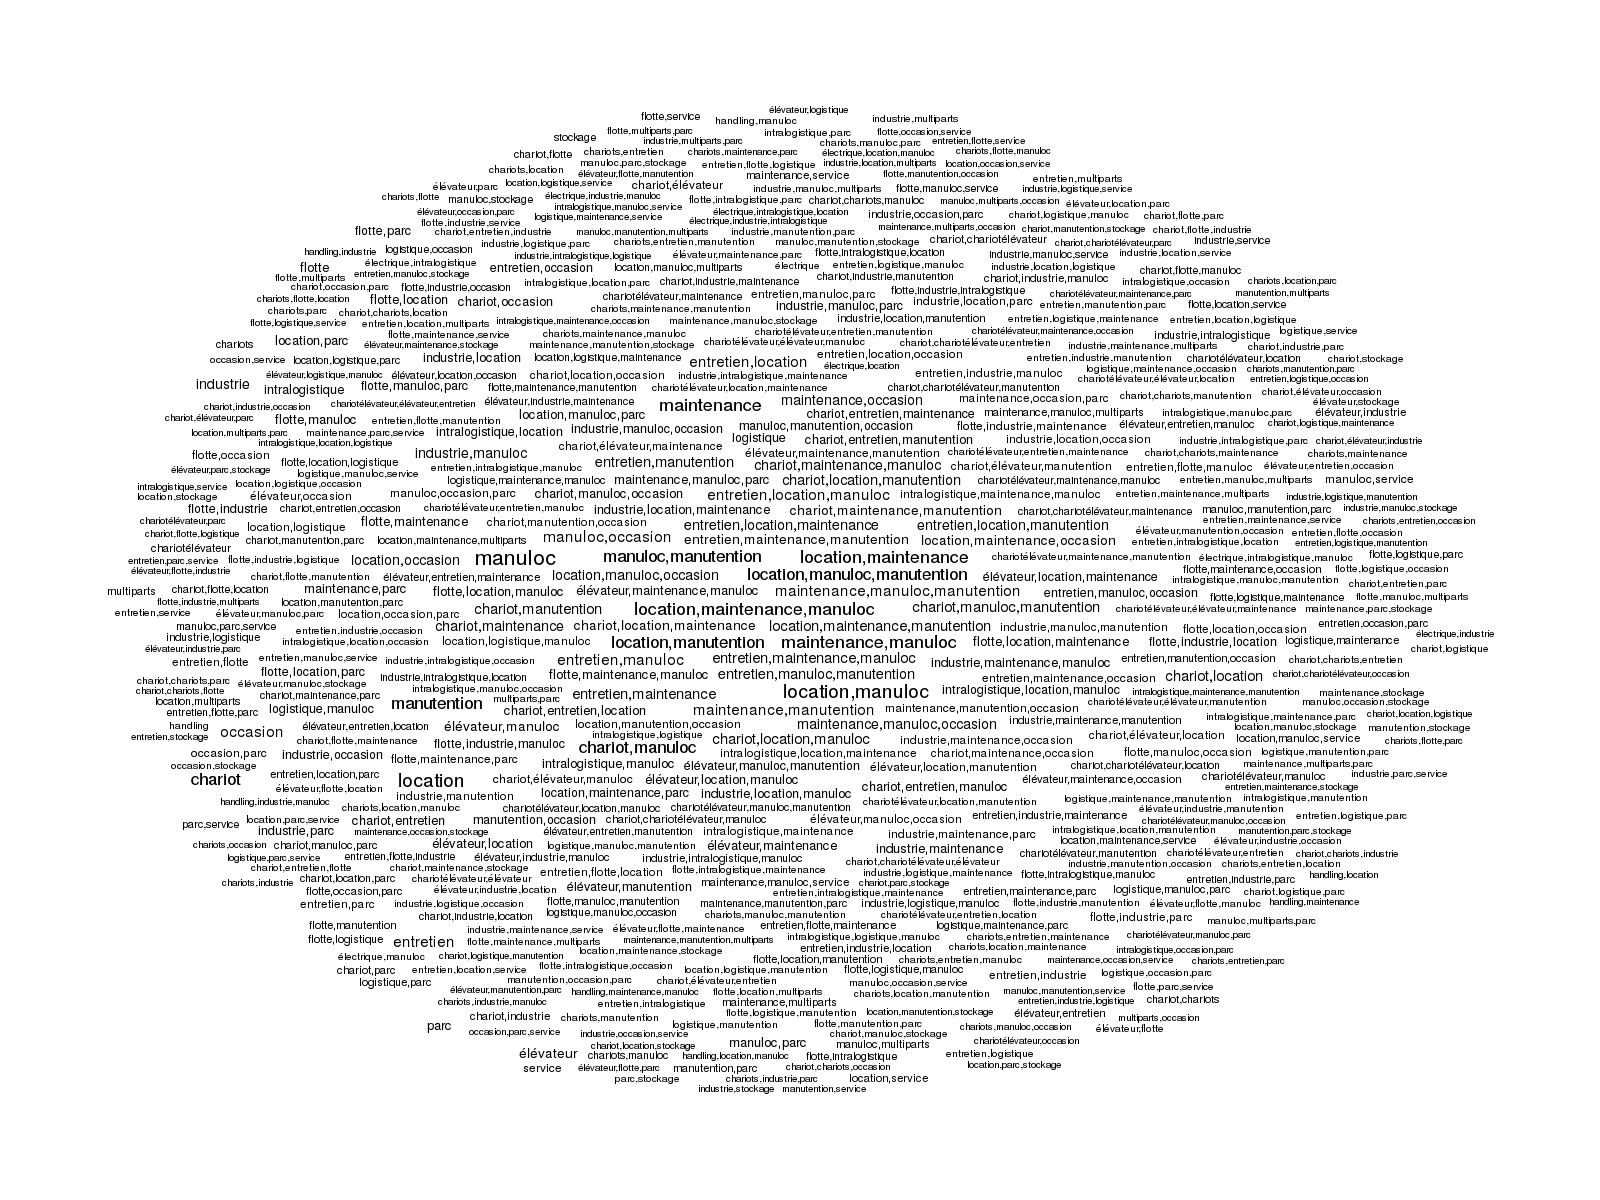 élévateur,logistique
flotte,service handling,manuloc industrie,multiparts
stockage flotte,multiparts,parc industrie,multiparts,parc intralogistique,parc chariots,manuloc,parc flotte,occasion,service entretien,flotte,service
chariot,flotte chariots,entretien chariots,maintenance,parc électrique,location,manuloc chariots,flotte,manuloc
chariots,location manuloc,parc,stockage entretien,flotte,logistique industrie,location,multiparts location,occasion,service
élévateur,flotte,manutention maintenance,service flotte,manutention,occasion entretien,multiparts
élévateur,parc location,logistique,service chariot,élévateur industrie,manuloc,multiparts flotte,manuloc,service industrie,logistique,service
chariots,flotte manuloc,stockage électrique,industrie,manuloc flotte,intralogistique,parc chariot,chariots,manuloc manuloc,multiparts,occasion élévateur,location,parc
élévateur,occasion,parc intralogistique,manuloc,service électrique,intralogistique,location industrie,occasion,parc chariot,logistique,manuloc chariot,flotte,parc
flotte,industrie,service logistique,maintenance,service électrique,industrie,intralogistique
flotte,parc chariot,entretien,industrie manuloc,manutention,multiparts industrie,manutention,parc maintenance,multiparts,occasion chariot,manutention,stockage chariot,flotte,industrie
industrie,logistique,parc chariots,entretien,manutention manuloc,manutention,stockage chariot,chariotélévateur chariot,chariotélévateur,parc industrie,service
handling,industrie logistique,occasion industrie,intralogistique,logistique élévateur,maintenance,parc flotte,intralogistique,location industrie,manuloc,service industrie,location,service
flotte électrique,intralogistique entretien,occasion location,manuloc,multiparts électrique entretien,logistique,manuloc industrie,location,logistique chariot,flotte,manuloc
flotte,multiparts entretien,manuloc,stockage intralogistique,location,parc chariot,industrie,maintenance chariot,industrie,manutention chariot,industrie,manuloc intralogistique,occasion chariots,location,parc
chariot,occasion,parc flotte,industrie,occasion flotte,industrie,intralogistique
chariots,flotte,location flotte,location chariot,occasion chariotélévateur,maintenance entretien,manuloc,parc industrie,location,parc chariotélévateur,maintenance,parc manutention,multiparts
chariots,parc chariot,chariots,location chariots,maintenance,manutention industrie,manuloc,parc entretien,manutention,parc flotte,location,service
flotte,logistique,service entretien,location,multiparts intralogistique,maintenance,occasion maintenance,manuloc,stockage industrie,location,manutention entretien,logistique,maintenance entretien,location,logistique
flotte,maintenance,service chariots,maintenance,manuloc chariotélévateur,entretien,manutention chariotélévateur,maintenance,occasion industrie,intralogistique logistique,service
chariots location,parc élévateur,maintenance,stockage maintenance,manutention,stockage chariotélévateur,élévateur,manuloc chariot,chariotélévateur,entretien industrie,maintenance,multiparts chariot,industrie,parc
occasion,service location,logistique,parc industrie,location location,logistique,maintenance entretien,location entretien,location,occasion électrique,location entretien,industrie,manutention chariotélévateur,location chariot,stockage
élévateur,logistique,manuloc élévateur,location,occasion chariot,location,occasion industrie,intralogistique,maintenance entretien,industrie,manuloc logistique,maintenance,occasion chariots,manutention,parc
industrie intralogistique flotte,manuloc,parc flotte,maintenance,manutention chariotélévateur,location,maintenance chariot,chariotélévateur,manutention chariotélévateur,élévateur,location entretien,logistique,occasion
chariot,industrie,occasion chariotélévateur,élévateur,entretien élévateur,industrie,maintenance maintenance maintenance,occasion maintenance,occasion,parc chariot,chariots,manutention chariot,élévateur,occasion élévateur,stockage
chariot,élévateur,parc flotte,manuloc entretien,flotte,manutention location,manuloc,parc chariot,entretien,maintenance maintenance,manuloc,multiparts intralogistique,manuloc,parc élévateur,industrie
location,multiparts,parc maintenance,parc,service intralogistique,location industrie,manuloc,occasion manuloc,manutention,occasion flotte,industrie,maintenance élévateur,entretien,manuloc chariot,logistique,maintenance
intralogistique,location,logistique chariot,élévateur,maintenance logistique chariot,entretien,manutention industrie,location,occasion industrie,intralogistique,parc chariot,élévateur,industrie
flotte,occasion industrie,manuloc élévateur,maintenance,manutention chariotélévateur,entretien,maintenance chariot,chariots,maintenance chariots,maintenance
flotte,location,logistique entretien,intralogistique,manuloc entretien,manutention chariot,maintenance,manuloc chariot,élévateur,manutention entretien,flotte,manuloc élévateur,entretien,occasion
élévateur,parc,stockage logistique,manuloc,service logistique,maintenance,manuloc maintenance,manuloc,parc chariot,location,manutention chariotélévateur,maintenance,manuloc entretien,manuloc,multiparts manuloc,service
intralogistique,service location,logistique,occasion manuloc,occasion,parc chariot,manuloc,occasion entretien,location,manuloc intralogistique,maintenance,manuloc entretien,maintenance,multiparts industrie,logistique,manutention
location,stockage élévateur,occasion
flotte,industrie chariot,entretien,occasion chariotélévateur,entretien,manuloc industrie,location,maintenance chariot,maintenance,manutention chariot,chariotélévateur,maintenance manuloc,manutention,parc industrie,manuloc,stockage
chariotélévateur,parc location,logistique flotte,maintenance chariot,manutention,occasion entretien,location,maintenance entretien,location,manutention entretien,maintenance,service chariots,entretien,occasion
chariot,flotte,logistique élévateur,manutention,occasion entretien,flotte,occasion
chariotélévateur chariot,manutention,parc location,maintenance,multiparts manuloc,occasion entretien,maintenance,manutention location,maintenance,occasion entretien,intralogistique,location entretien,logistique,manutention
entretien,parc,service flotte,industrie,logistique location,occasion manuloc manuloc,manutention location,maintenance chariotélévateur,maintenance,manutention électrique,intralogistique,manuloc flotte,logistique,parc
élévateur,flotte,industrie chariot,flotte,manutention élévateur,entretien,maintenance location,manuloc,occasion location,manuloc,manutention élévateur,location,maintenance flotte,maintenance,occasion flotte,logistique,occasion
multiparts chariot,flotte,location maintenance,parc flotte,location,manuloc élévateur,maintenance,manuloc maintenance,manuloc,manutention entretien,manuloc,occasion intralogistique,manuloc,manutention chariot,entretien,parc
flotte,industrie,multiparts location,manutention,parc flotte,logistique,maintenance flotte,manuloc,multiparts
entretien,service élévateur,manuloc,parc location,occasion,parc chariot,manutention location,maintenance,manuloc chariot,manuloc,manutention chariotélévateur,élévateur,maintenance maintenance,parc,stockage
manuloc,parc,service entretien,industrie,occasion chariot,maintenance chariot,location,maintenance location,maintenance,manutention industrie,manuloc,manutention flotte,location,occasion entretien,occasion,parc
industrie,logistique intralogistique,location,occasion location,logistique,manuloc location,manutention maintenance,manuloc flotte,location,maintenance flotte,industrie,location logistique,maintenance électrique,industrie
élévateur,industrie,parc chariot,logistique
entretien,flotte entretien,manuloc,service industrie,intralogistique,occasion entretien,manuloc entretien,maintenance,manuloc industrie,maintenance,manuloc entretien,manutention,occasion chariot,chariots,entretien
flotte,location,parc industrie,intralogistique,location flotte,maintenance,manuloc entretien,manuloc,manutention entretien,maintenance,occasion chariot,location chariot,chariotélévateur,occasion
chariot,chariots,parc élévateur,manuloc,stockage intralogistique,manuloc,occasion
chariot,chariots,flotte chariot,maintenance,parc entretien,maintenance location,manuloc intralogistique,location,manuloc intralogistique,maintenance,manutention maintenance,stockage
location,multiparts logistique,manuloc manutention multiparts,parc chariot,entretien,location maintenance,manutention maintenance,manutention,occasion chariotélévateur,élévateur,manutention manuloc,occasion,stockage
entretien,flotte,parc intralogistique,maintenance,parc chariot,location,logistique
handling occasion élévateur,entretien,location élévateur,manuloc location,manutention,occasion maintenance,manuloc,occasion industrie,maintenance,manutention location,manuloc,stockage manutention,stockage
entretien,stockage chariot,flotte,maintenance flotte,industrie,manuloc intralogistique,logistique chariot,location,manuloc industrie,maintenance,occasion chariot,élévateur,location location,manuloc,service chariots,flotte,parc
occasion,parc industrie,occasion flotte,maintenance,parc chariot,manuloc intralogistique,location,maintenance chariot,maintenance,occasion flotte,manuloc,occasion logistique,manutention,parc
occasion,stockage intralogistique,manuloc élévateur,manuloc,manutention élévateur,location,manutention chariot,chariotélévateur,location maintenance,multiparts,parc
chariot entretien,location,parc location chariot,élévateur,manuloc élévateur,location,manuloc chariot,entretien,manuloc élévateur,maintenance,occasion chariotélévateur,manuloc industrie,parc,service
élévateur,flotte,location industrie,manutention location,maintenance,parc industrie,location,manuloc entretien,maintenance,stockage
handling,industrie,manuloc chariots,location,manuloc chariotélévateur,location,manuloc chariotélévateur,manuloc,manutention chariotélévateur,location,manutention logistique,maintenance,manutention intralogistique,manutention
élévateur,industrie,manutention
parc,service location,parc,service chariot,entretien manutention,occasion chariot,chariotélévateur,manuloc élévateur,manuloc,occasion entretien,industrie,maintenance chariotélévateur,manuloc,occasion entretien,logistique,parc
industrie,parc maintenance,occasion,stockage élévateur,entretien,manutention intralogistique,maintenance industrie,maintenance,parc intralogistique,location,manutention manutention,parc,stockage
chariots,occasion chariot,manuloc,parc élévateur,location logistique,manuloc,manutention élévateur,maintenance industrie,maintenance location,maintenance,service élévateur,industrie,occasion
logistique,parc,service entretien,flotte,industrie élévateur,industrie,manuloc industrie,intralogistique,manuloc chariot,chariotélévateur,élévateur chariotélévateur,manutention chariotélévateur,entretien chariot,chariots,industrie
chariot,entretien,flotte chariot,maintenance,stockage entretien,flotte,location flotte,intralogistique,maintenance industrie,logistique,maintenance flotte,intralogistique,manuloc industrie,manutention,occasion chariots,entretien,location
chariots,industrie chariot,location,parc chariotélévateur,élévateur élévateur,manutention maintenance,manuloc,service chariot,parc,stockage entretien,industrie,parc handling,location
flotte,occasion,parc élévateur,industrie,location entretien,intralogistique,maintenance entretien,maintenance,parc logistique,manuloc,parc chariot,logistique,parc
entretien,parc industrie,logistique,occasion flotte,manuloc,manutention maintenance,manutention,parc industrie,logistique,manuloc flotte,industrie,manutention élévateur,flotte,manuloc handling,maintenance
chariot,industrie,location logistique,manuloc,occasion chariots,manuloc,manutention chariotélévateur,entretien,location flotte,industrie,parc manuloc,multiparts,parc
flotte,manutention industrie,maintenance,service élévateur,flotte,maintenance entretien,flotte,maintenance logistique,maintenance,parc
flotte,logistique entretien flotte,maintenance,multiparts maintenance,manutention,multiparts intralogistique,logistique,manuloc chariots,entretien,maintenance chariotélévateur,manuloc,parc
location,maintenance,stockage entretien,industrie,location chariots,location,maintenance intralogistique,occasion,parc
électrique,manuloc chariot,logistique,manutention flotte,location,manutention chariots,entretien,manuloc maintenance,occasion,service chariots,entretien,parc
chariot,parc entretien,location,service flotte,intralogistique,occasion location,logistique,manutention flotte,logistique,manuloc entretien,industrie logistique,occasion,parc
logistique,parc manutention,occasion,parc chariot,élévateur,entretien manuloc,occasion,service flotte,parc,service
élévateur,manutention,parc handling,maintenance,manuloc flotte,location,multiparts chariots,location,manutention manuloc,manutention,service
chariots,industrie,manuloc entretien,intralogistique maintenance,multiparts entretien,industrie,logistique chariot,chariots
chariot,industrie chariots,manutention flotte,logistique,manutention location,manutention,stockage élévateur,entretien multiparts,occasion
parc occasion,parc,service logistique,manutention flotte,manutention,parc chariots,manuloc,occasion élévateur,flotte
industrie,occasion,service chariot,manuloc,stockage
chariot,location,stockage manuloc,parc manuloc,multiparts chariotélévateur,occasion
élévateur chariots,manuloc handling,location,manuloc flotte,intralogistique entretien,logistique
service élévateur,flotte,parc manutention,parc chariot,chariots,occasion location,parc,stockage
parc,stockage chariots,industrie,parc location,service
industrie,stockage manutention,service